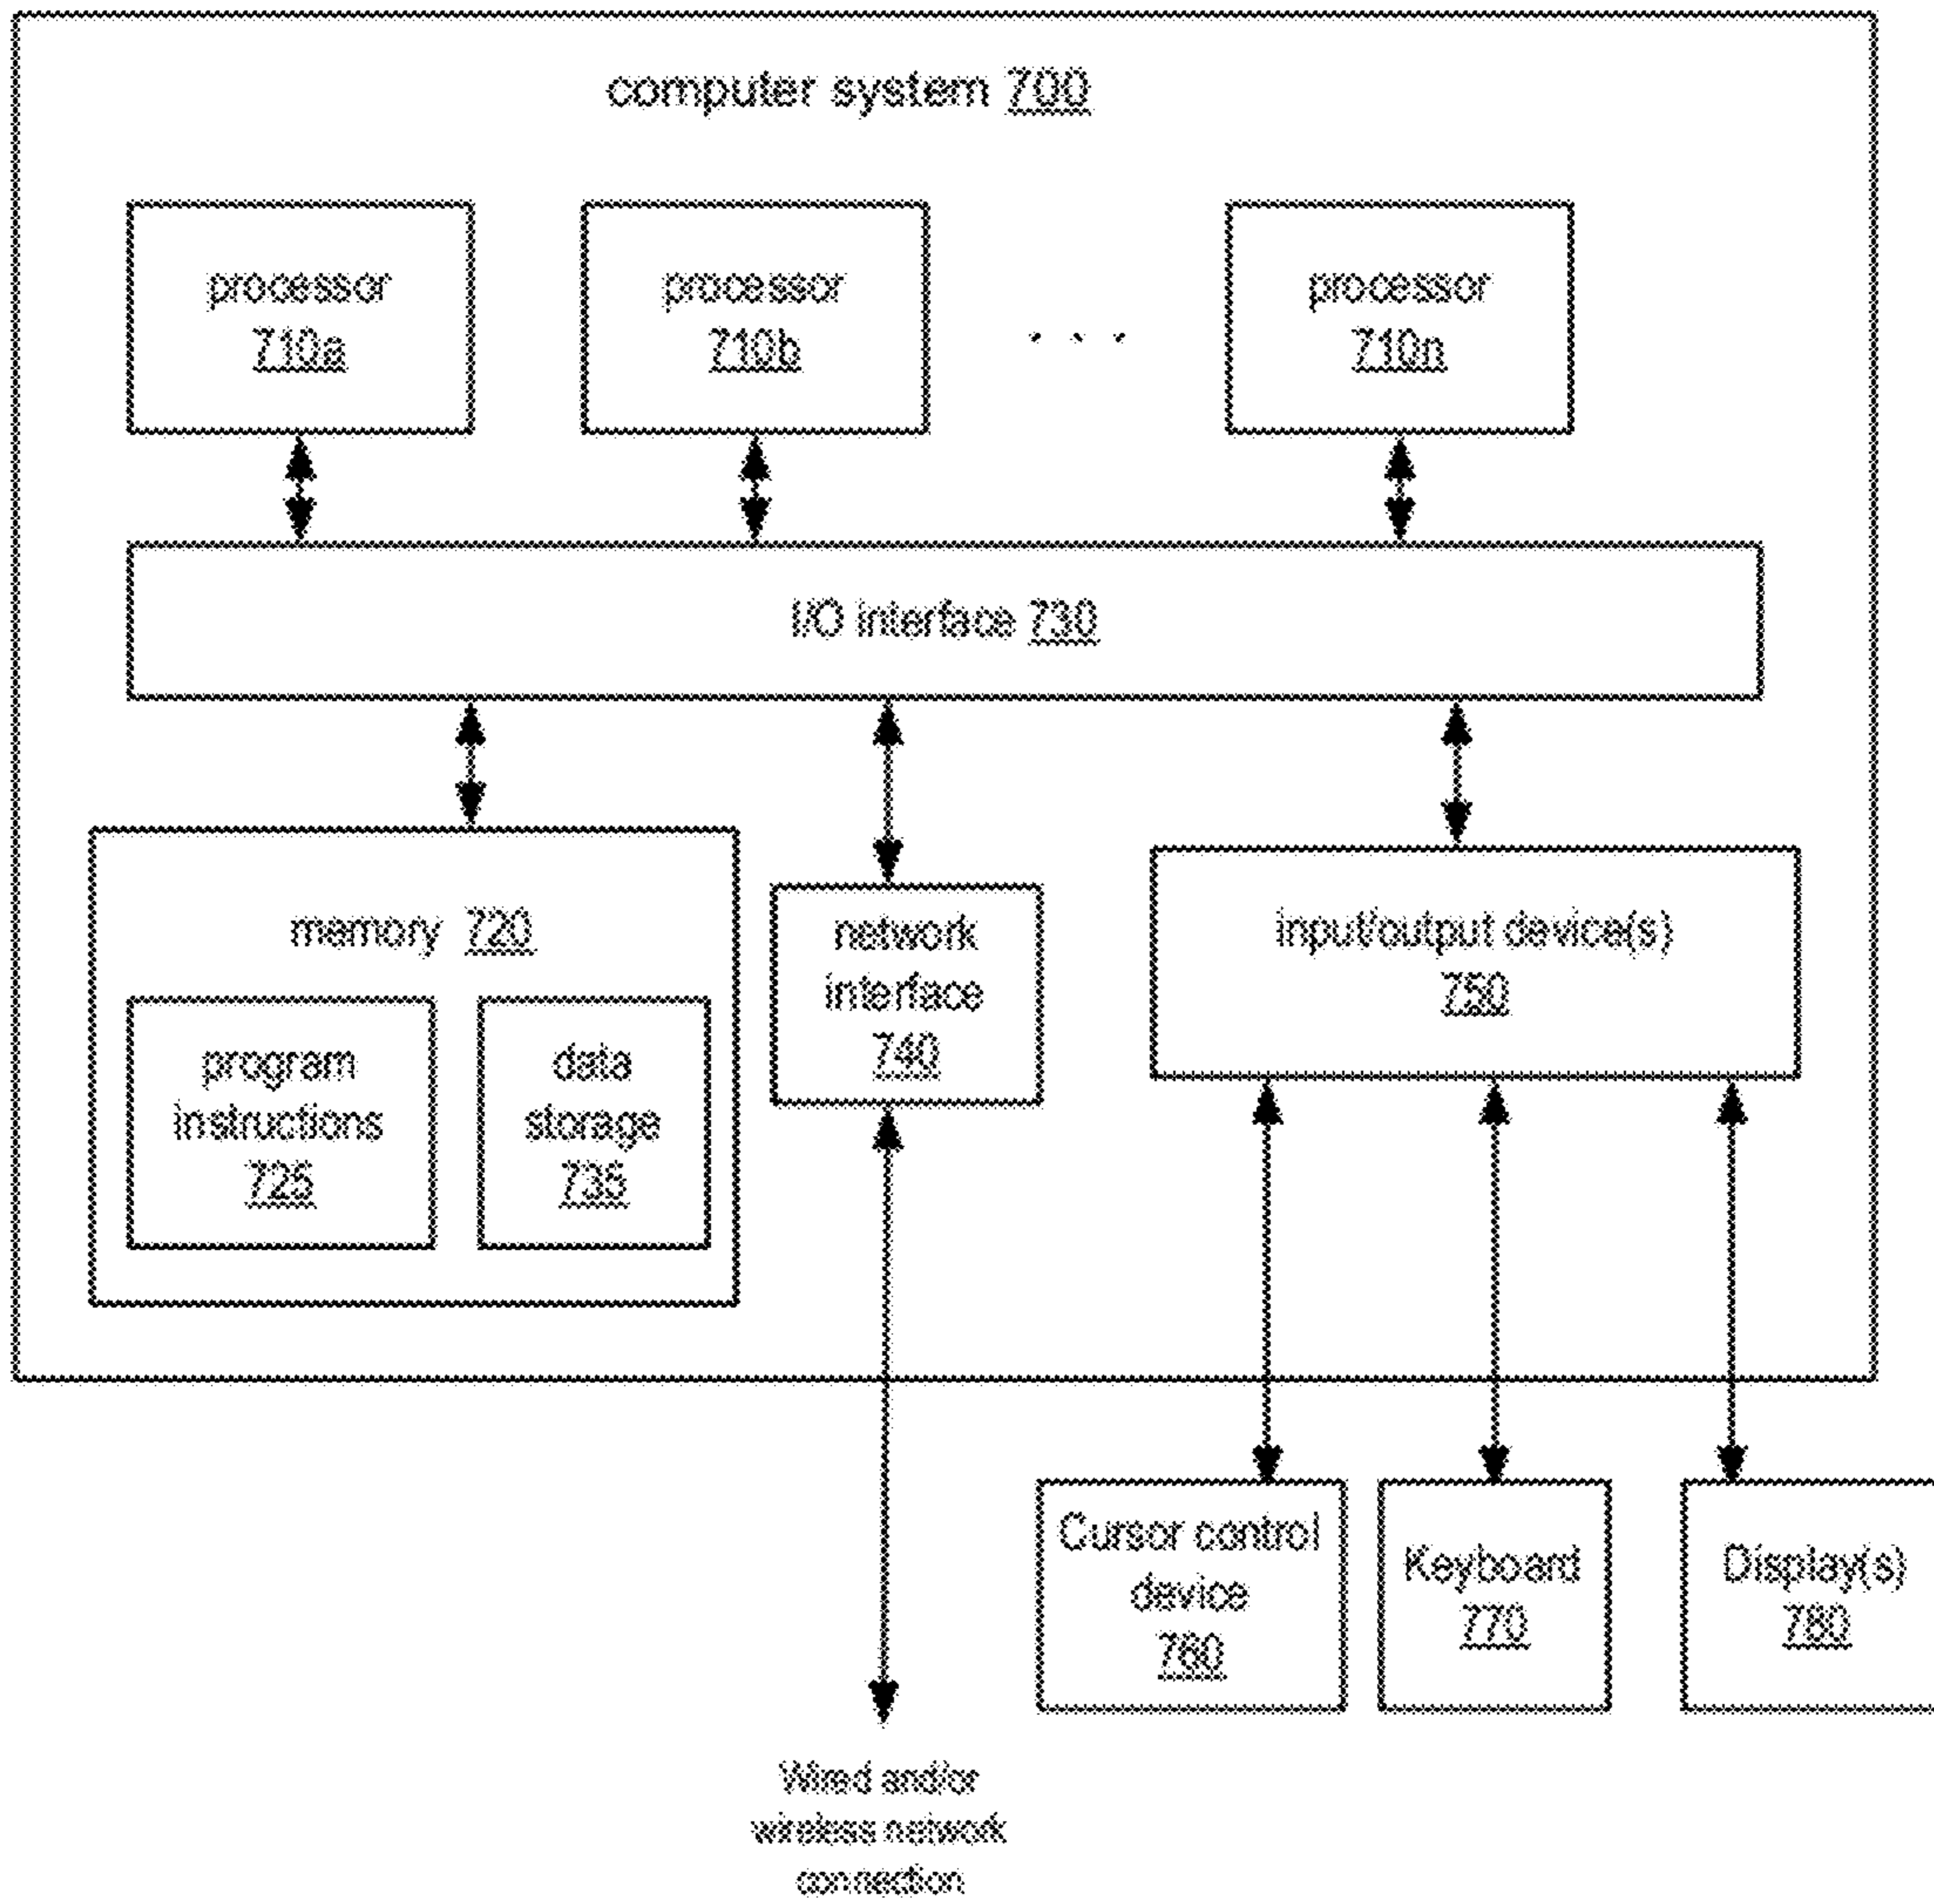 computer system 700
processor
710a
processor
710b
. . .
processor
710n
I/O interface 730
memory 720
program
instructions
725
data
storage
735
network
interface
740
input/output device(s)
750
Cursor control
device
760
Keyboard
770
Display(s)
780
Wired and/or
wireless network
connection